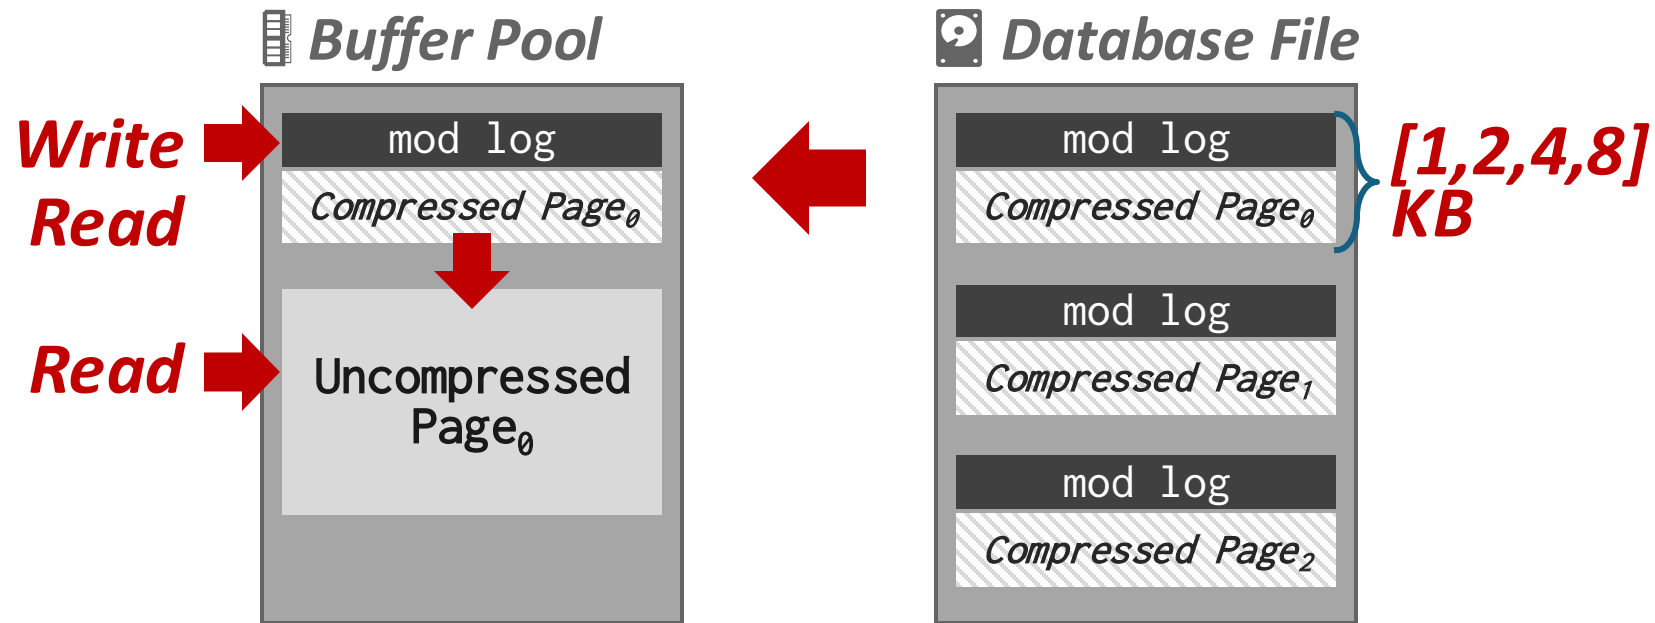 Buffer Pool
Write
Read
mod log
Compressed Page₀
Read
Uncompressed
Page₀
Database File
mod log
Compressed Page₀
[1,2,4,8]
KB
mod log
Compressed Page₁
mod log
Compressed Page₂